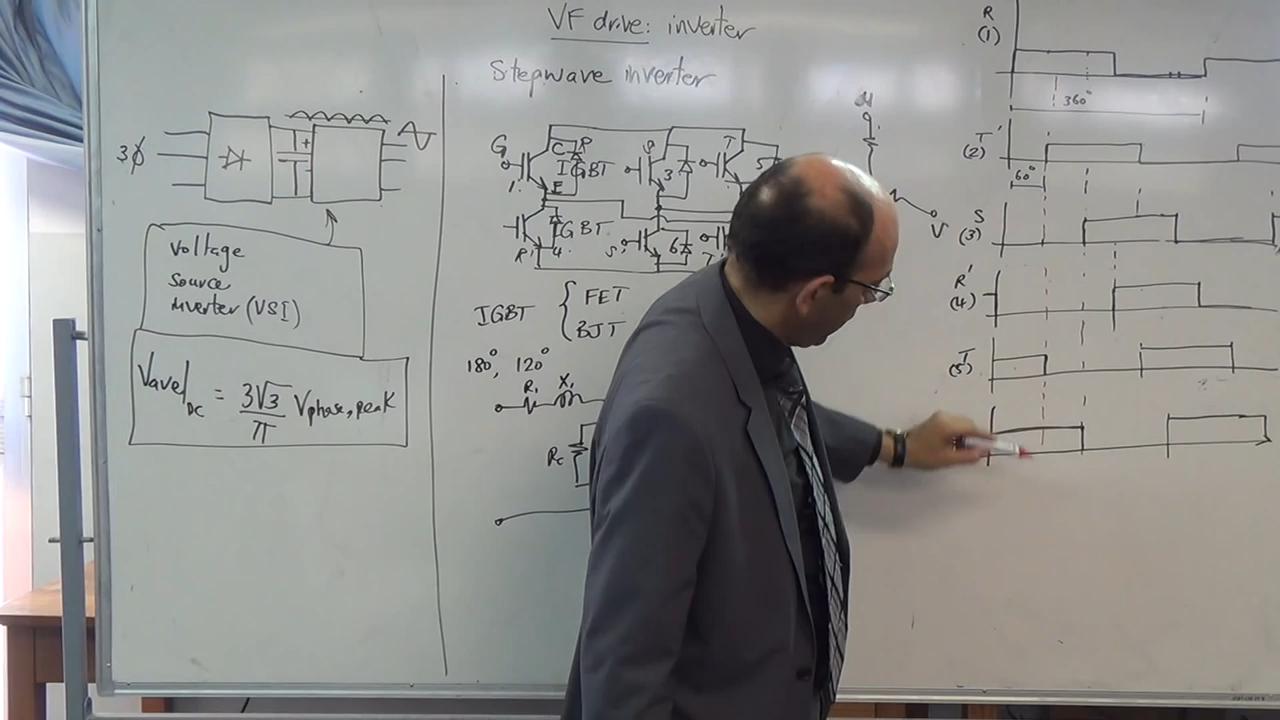 VF drive: inverter
Stepwave inverter
3ϕ
+
Voltage
Source
Inverter (VSI)
Vave|DC = 3√3/π Vphase, peak
G
C
IGBT
E
1
3
T
5
IGBT
R'
4
S'
6
IGBT { FET
BJT
180°, 120°
R₁ X₁
Rc
V
R
(1)
360°
T'
(2)
60°
S
(3)
R'
(4)
T
(5)